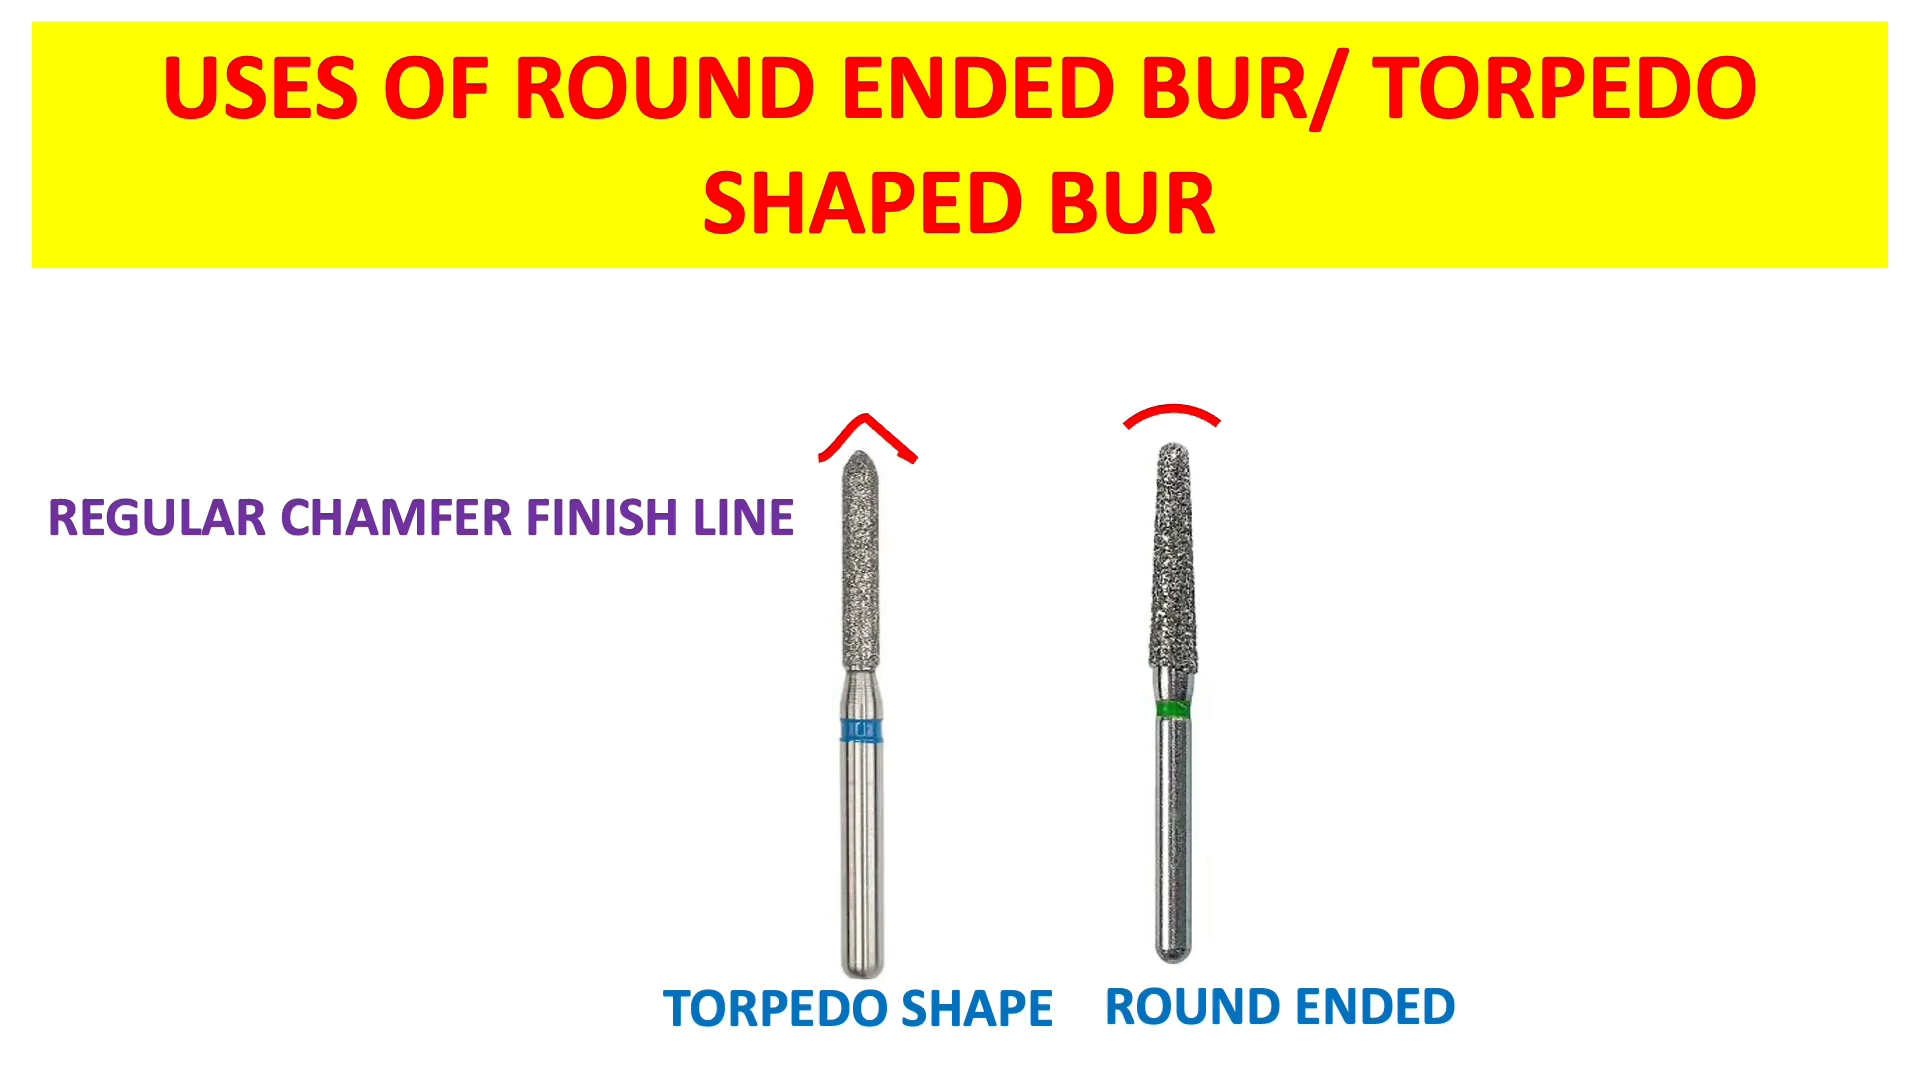 USES OF ROUND ENDED BUR/ TORPEDO
SHAPED BUR
REGULAR CHAMFER FINISH LINE
TORPEDO SHAPE
ROUND ENDED